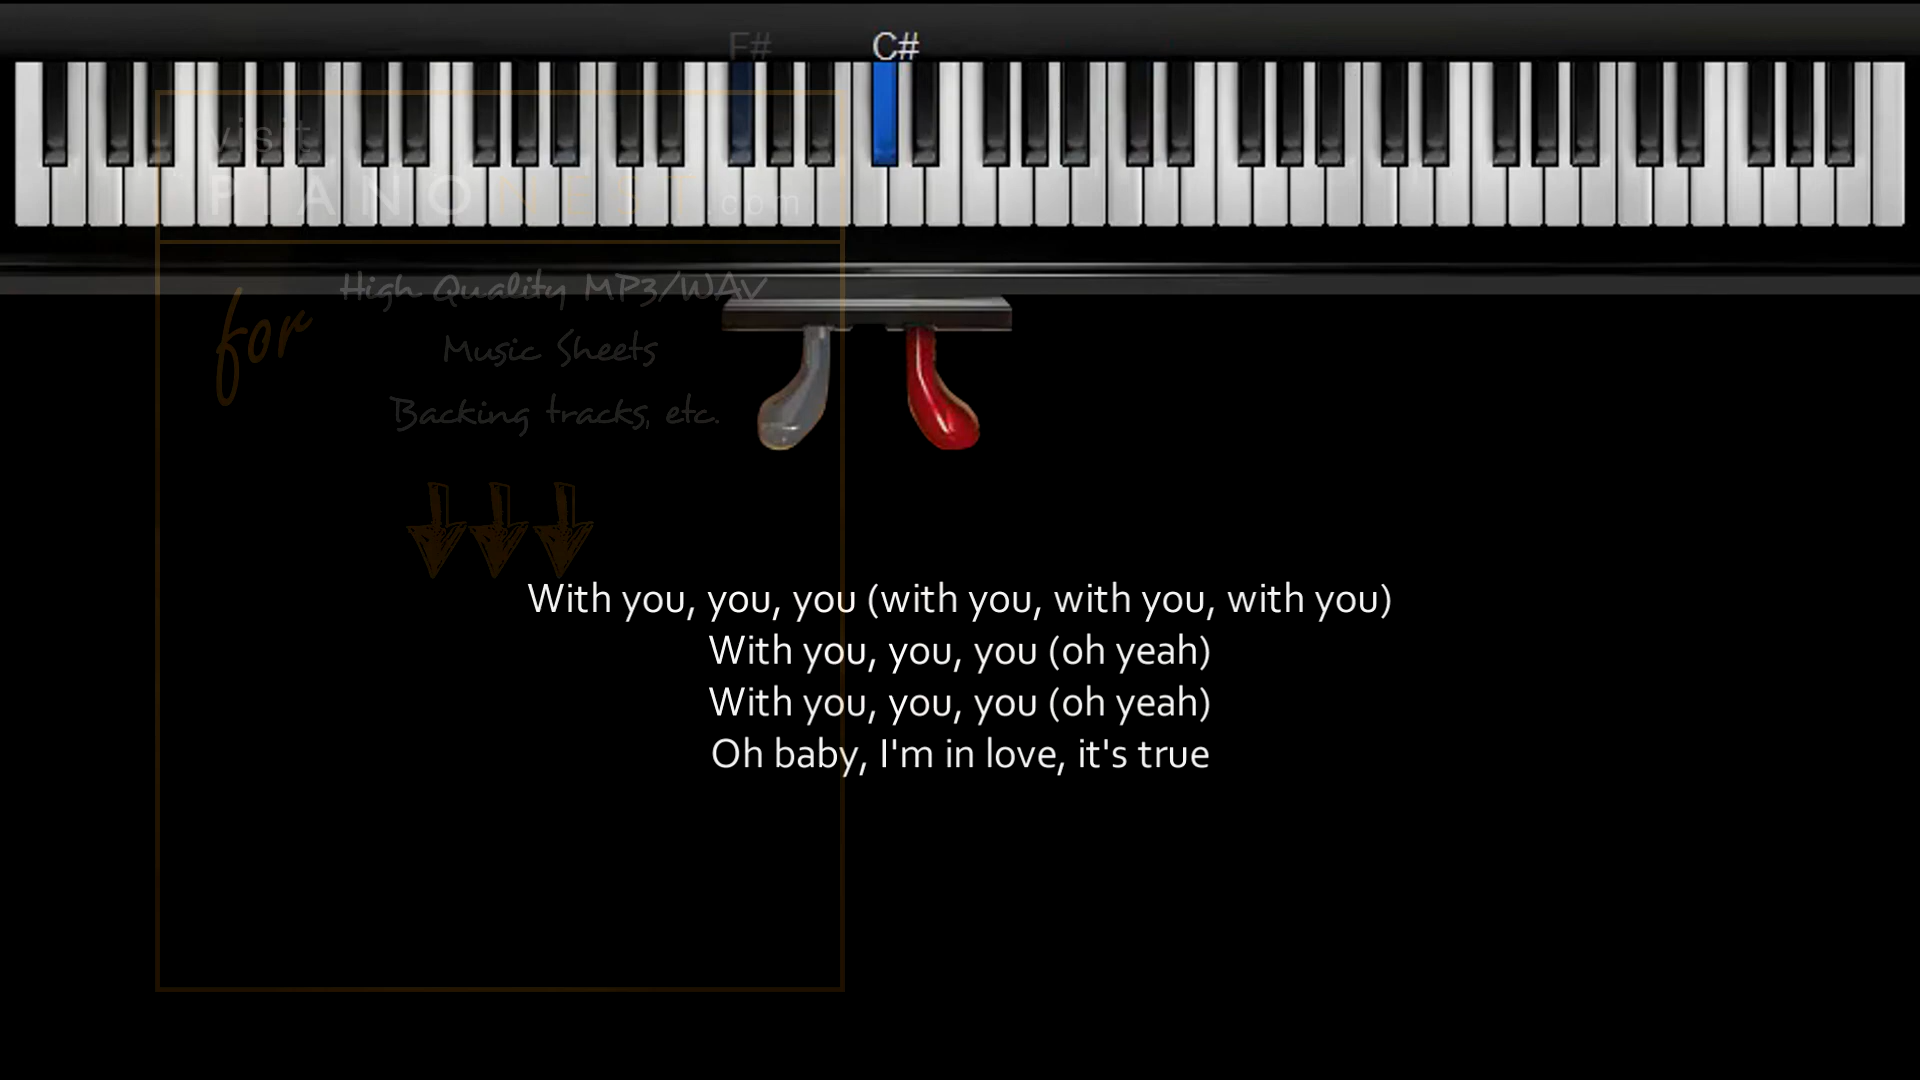 F# C#
visit
PIANONEST.com
for
High Quality MP3/WAV
Music Sheets
Backing tracks, etc.
With you, you, you (with you, with you, with you)
With you, you, you (oh yeah)
With you, you, you (oh yeah)
Oh baby, I'm in love, it's true